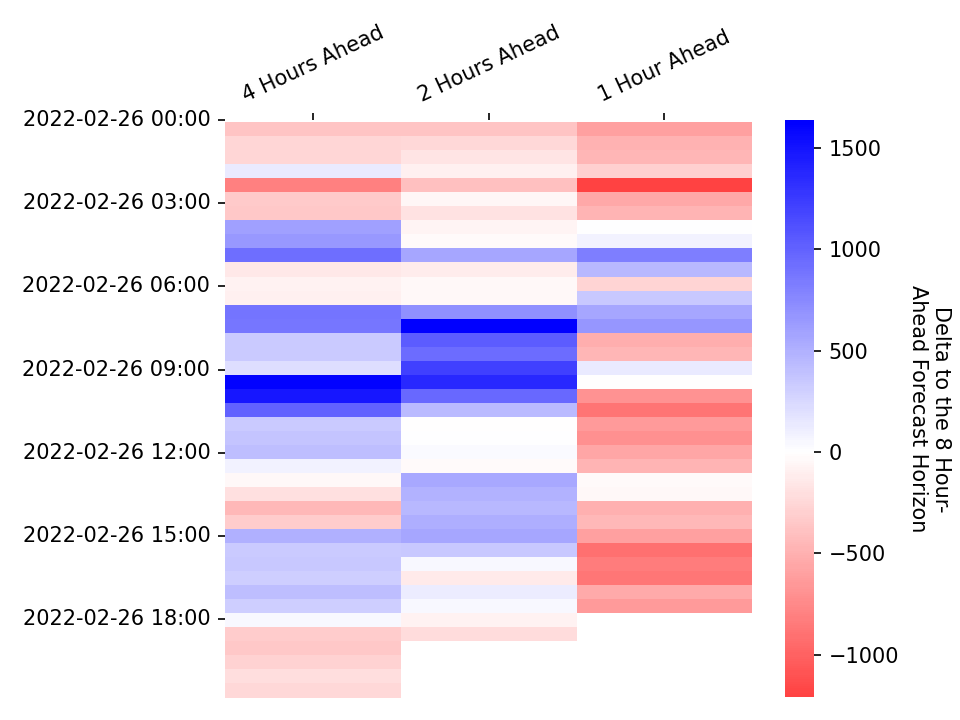 4 Hours Ahead
2 Hours Ahead
1 Hour Ahead
2022-02-26 00:00
2022-02-26 03:00
2022-02-26 06:00
2022-02-26 09:00
2022-02-26 12:00
2022-02-26 15:00
2022-02-26 18:00
1500
1000
500
0
−500
−1000
Delta to the 8 Hour-
Ahead Forecast Horizon